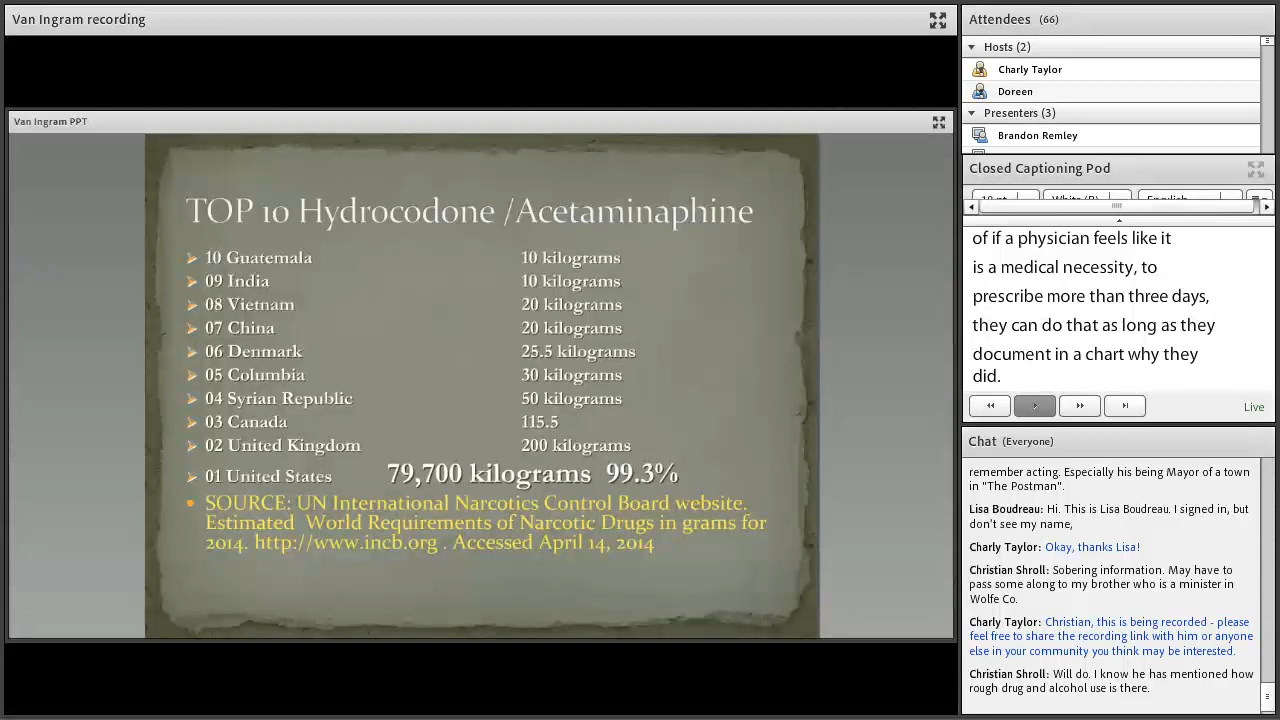 Van Ingram recording
Van Ingram PPT
TOP 10 Hydrocodone /Acetaminaphine
10 Guatemala 10 kilograms
09 India 10 kilograms
08 Vietnam 20 kilograms
07 China 20 kilograms
06 Denmark 25.5 kilograms
05 Columbia 30 kilograms
04 Syrian Republic 50 kilograms
03 Canada 115.5
02 United Kingdom 200 kilograms
01 United States 79,700 kilograms 99.3%
SOURCE: UN International Narcotics Control Board website.
Estimated World Requirements of Narcotic Drugs in grams for
2014. http://www.incb.org . Accessed April 14, 2014
Attendees (66)
Hosts (2)
Charly Taylor
Doreen
Presenters (3)
Brandon Remley
Closed Captioning Pod
English
of if a physician feels like it
is a medical necessity, to
prescribe more than three days,
they can do that as long as they
document in a chart why they
did.
Live
Chat (Everyone)
remember acting. Especially his being Mayor of a town
in "The Postman".
Lisa Boudreau: Hi. This is Lisa Boudreau. I signed in, but
don't see my name,
Charly Taylor: Okay, thanks Lisa!
Christian Shroll: Sobering information. May have to
pass some along to my brother who is a minister in
Wolfe Co.
Charly Taylor: Christian, this is being recorded - please
feel free to share the recording link with him or anyone
else in your community you think may be interested.
Christian Shroll: Will do. I know he has mentioned how
rough drug and alcohol use is there.